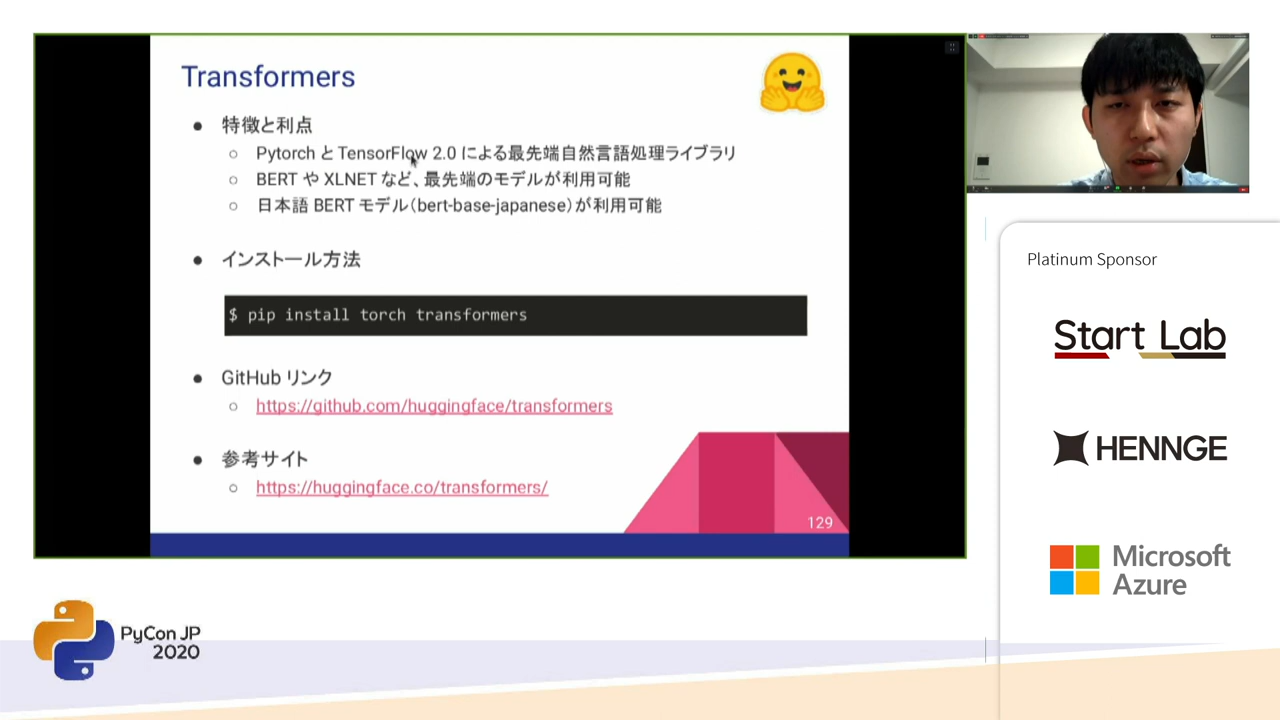 Transformers
● 特徴と利点
○ Pytorch と TensorFlow 2.0 による最先端自然言語処理ライブラリ
○ BERT や XLNET など、最先端のモデルが利用可能
○ 日本語 BERT モデル(bert-base-japanese)が利用可能
● インストール方法
$ pip install torch transformers
● GitHub リンク
○ https://github.com/huggingface/transformers
● 参考サイト
○ https://huggingface.co/transformers/
129
Platinum Sponsor
Start Lab
HENNGE
Microsoft
Azure
PyCon JP
2020